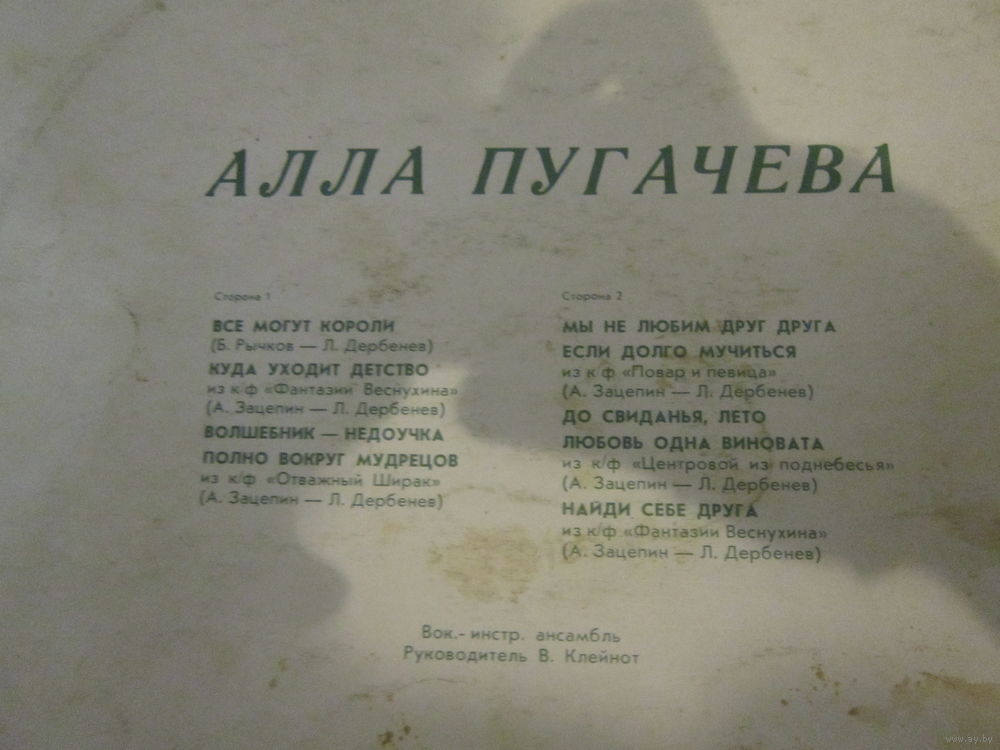 АЛЛА ПУГАЧЕВА
Сторона 1
ВСЕ МОГУТ КОРОЛИ
(Б. Рычков — Л. Дербенев)
КУДА УХОДИТ ДЕТСТВО
из к/ф «Фантазии Веснухина»
(А. Зацепин — Л. Дербенев)
ВОЛШЕБНИК — НЕДОУЧКА
ПОЛНО ВОКРУГ МУДРЕЦОВ
из к/ф «Отважный Ширак»
(А. Зацепин — Л. Дербенев)
Сторона 2
МЫ НЕ ЛЮБИМ ДРУГ ДРУГА
ЕСЛИ ДОЛГО МУЧИТЬСЯ
из к/ф «Повар и певица»
(А. Зацепин — Л. Дербенев)
ДО СВИДАНЬЯ, ЛЕТО
ЛЮБОВЬ ОДНА ВИНОВАТА
из к/ф «Центровой из поднебесья»
(А. Зацепин — Л. Дербенев)
НАЙДИ СЕБЕ ДРУГА
из к/ф «Фантазии Веснухина»
(А. Зацепин — Л. Дербенев)
Вок.-инстр. ансамбль
Руководитель В. Клейнот
www.ay.by